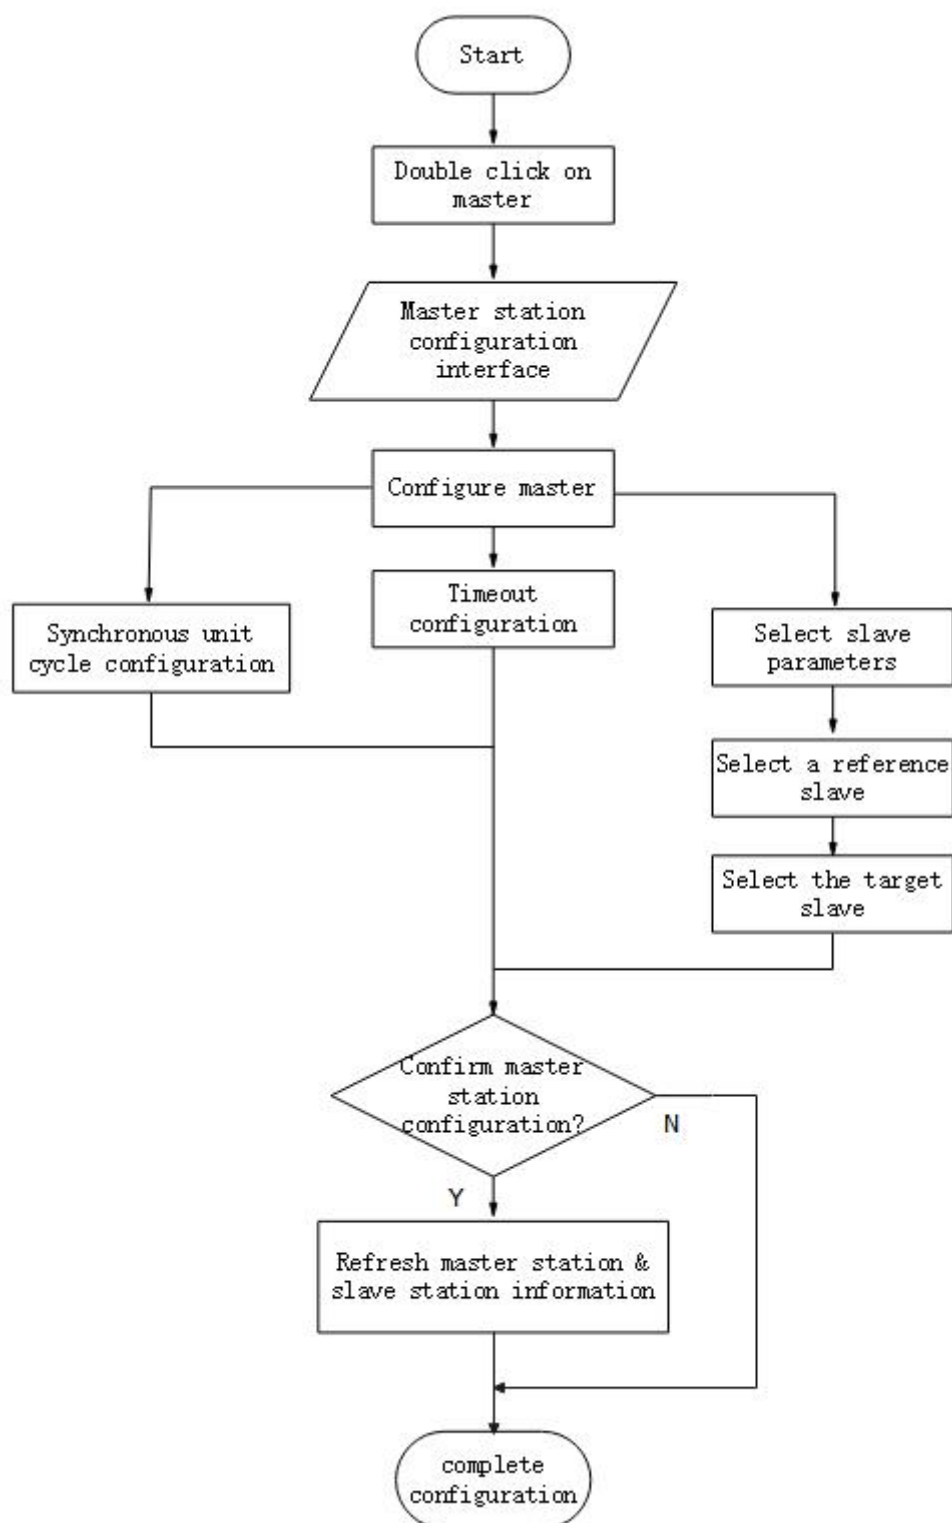 Start
Double click on
master
Master station
configuration
interface
Configure master
Synchronous unit
cycle configuration
Timeout
configuration
Select slave
parameters
Select a reference
slave
Select the target
slave
Confirm master
station
configuration?
N
Y
Refresh master station &
slave station information
complete
configuration